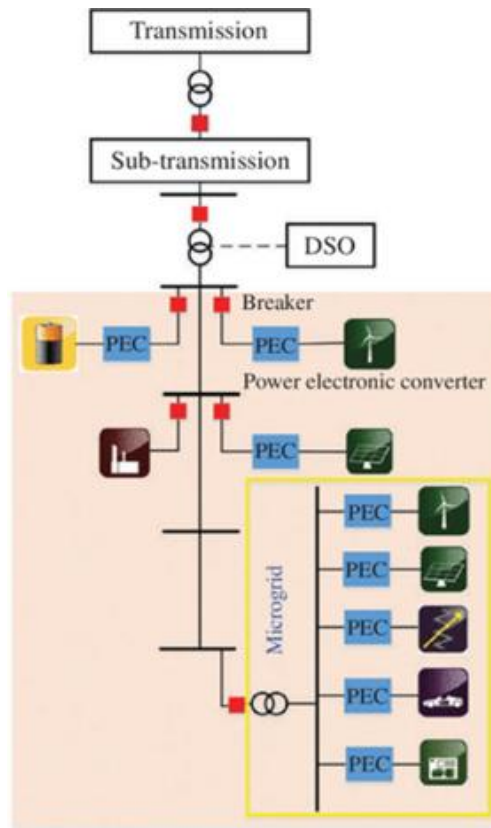 Transmission
Sub-transmission
DSO
Breaker
PEC
PEC
Power electronic converter
PEC
PEC
PEC
Microgrid
PEC
PEC
PEC